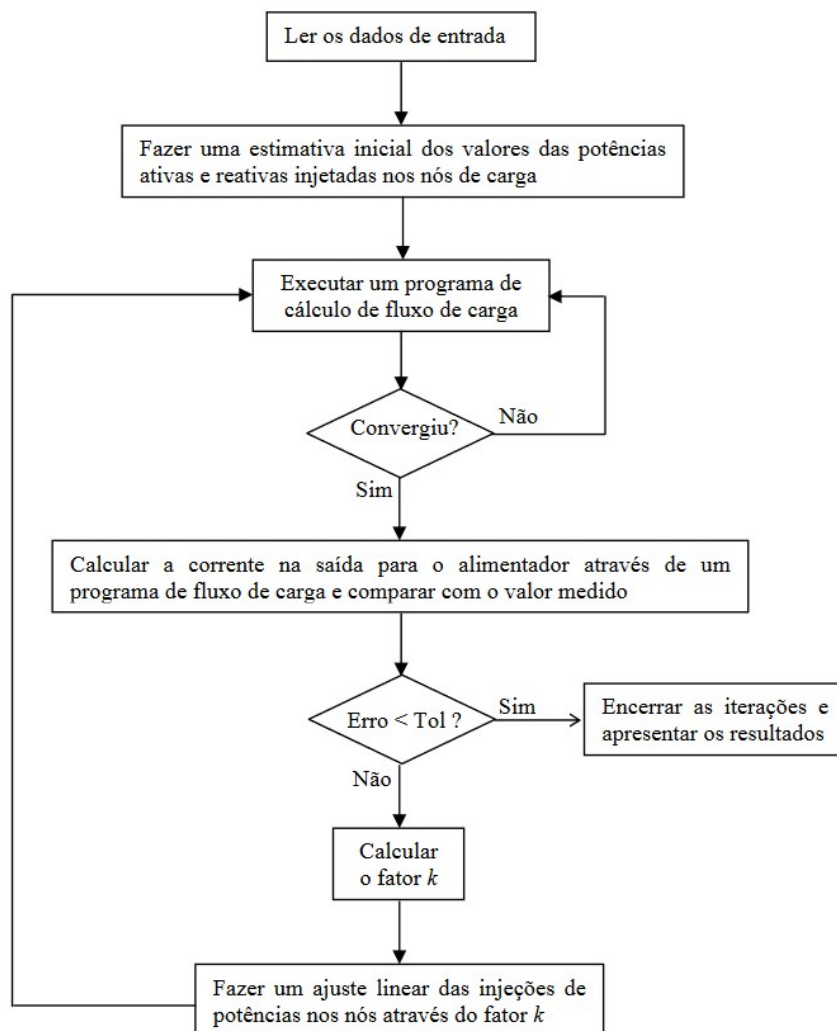 Ler os dados de entrada
Fazer uma estimativa inicial dos valores das potências
ativas e reativas injetadas nos nós de carga
Executar um programa de
cálculo de fluxo de carga
Convergiu?
Não
Sim
Calcular a corrente na saída para o alimentador através de um
programa de fluxo de carga e comparar com o valor medido
Erro < Tol ?
Sim
Encerrar as iterações e
apresentar os resultados
Não
Calcular
o fator k
Fazer um ajuste linear das injeções de
potências nos nós através do fator k